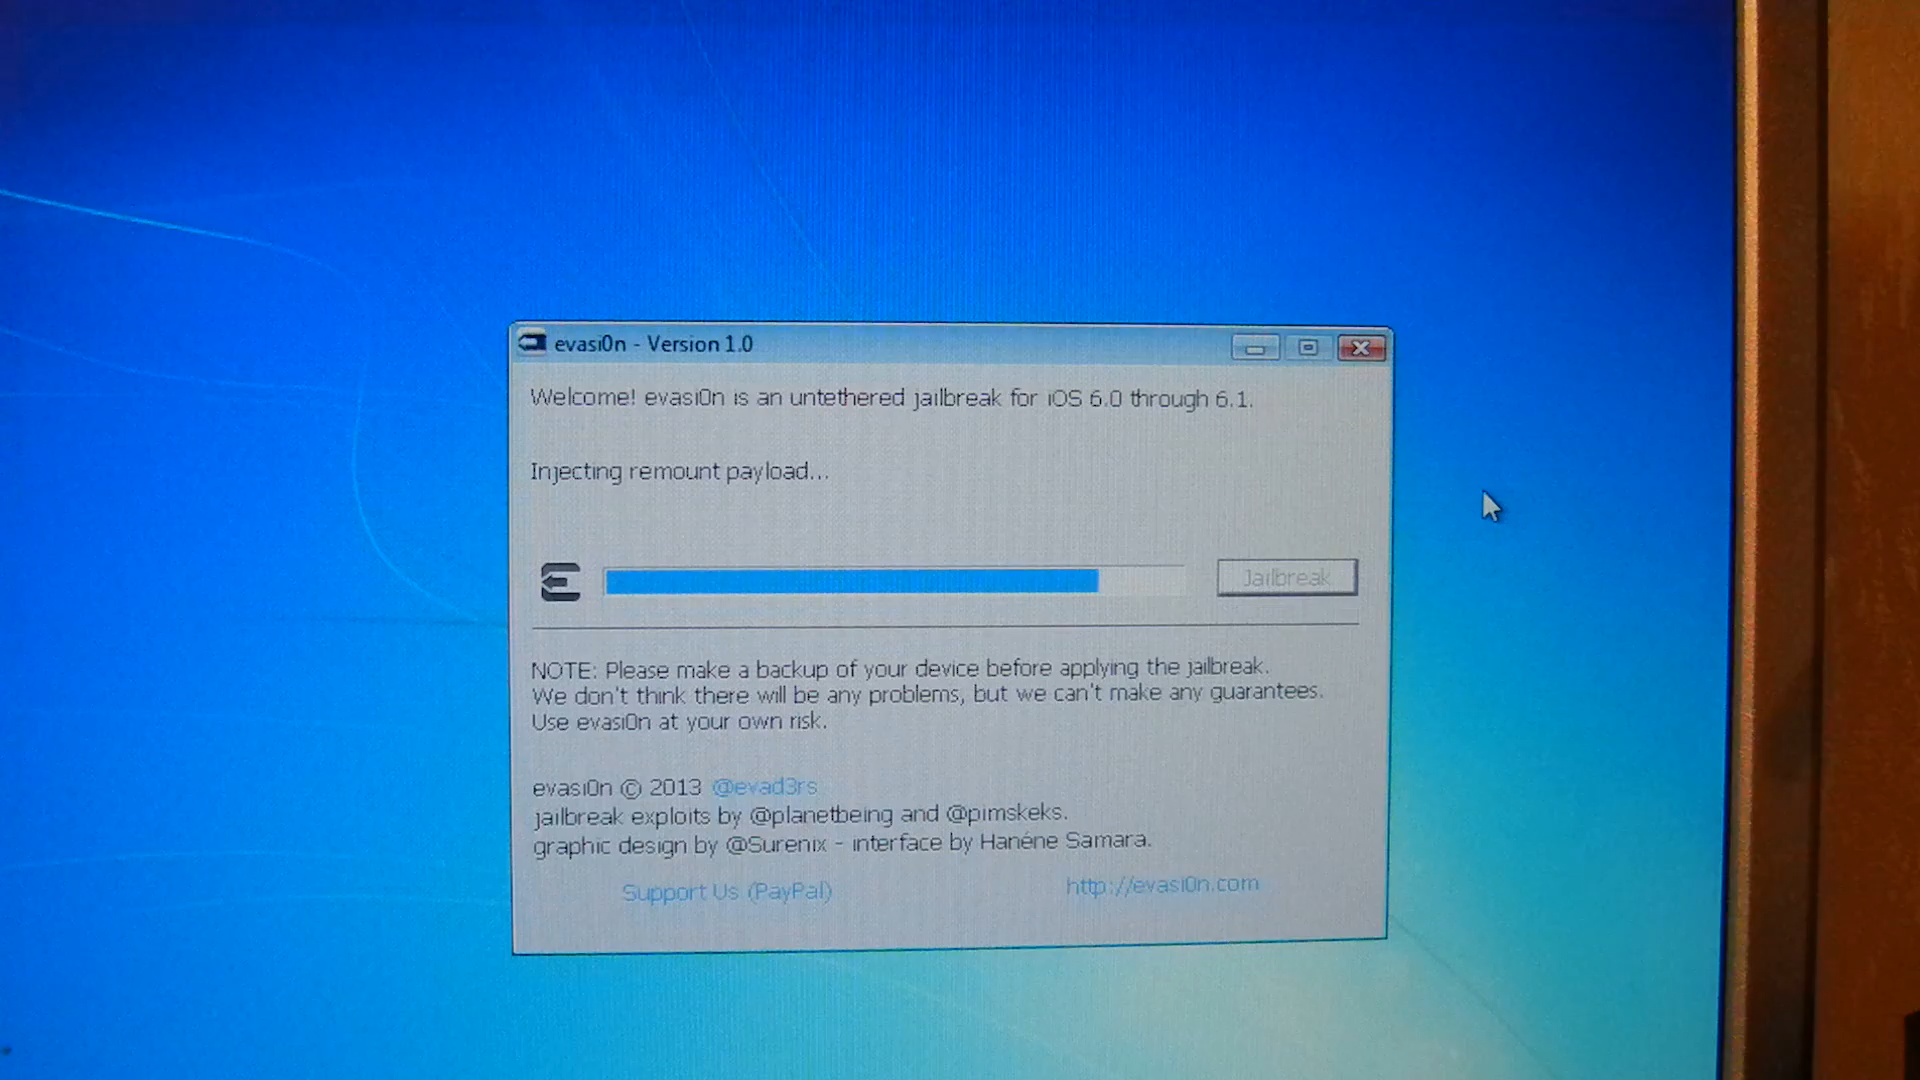 evasi0n - Version 1.0
Welcome! evasi0n is an untethered jailbreak for iOS 6.0 through 6.1.
Injecting remount payload...
Jailbreak
NOTE: Please make a backup of your device before applying the jailbreak.
We don't think there will be any problems, but we can't make any guarantees.
Use evasi0n at your own risk.
evasi0n © 2013 @evad3rs
jailbreak exploits by @planetbeing and @pimskeks.
graphic design by @Surenix - interface by Hanéne Samara.
Support Us (PayPal)
http://evasi0n.com